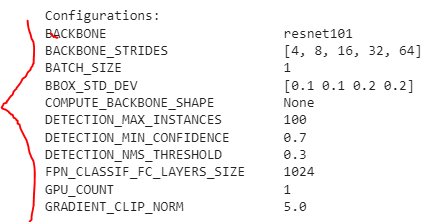 Configurations:
BACKBONE resnet101
BACKBONE_STRIDES [4, 8, 16, 32, 64]
BATCH_SIZE 1
BBOX_STD_DEV [0.1 0.1 0.2 0.2]
COMPUTE_BACKBONE_SHAPE None
DETECTION_MAX_INSTANCES 100
DETECTION_MIN_CONFIDENCE 0.7
DETECTION_NMS_THRESHOLD 0.3
FPN_CLASSIF_FC_LAYERS_SIZE 1024
GPU_COUNT 1
GRADIENT_CLIP_NORM 5.0